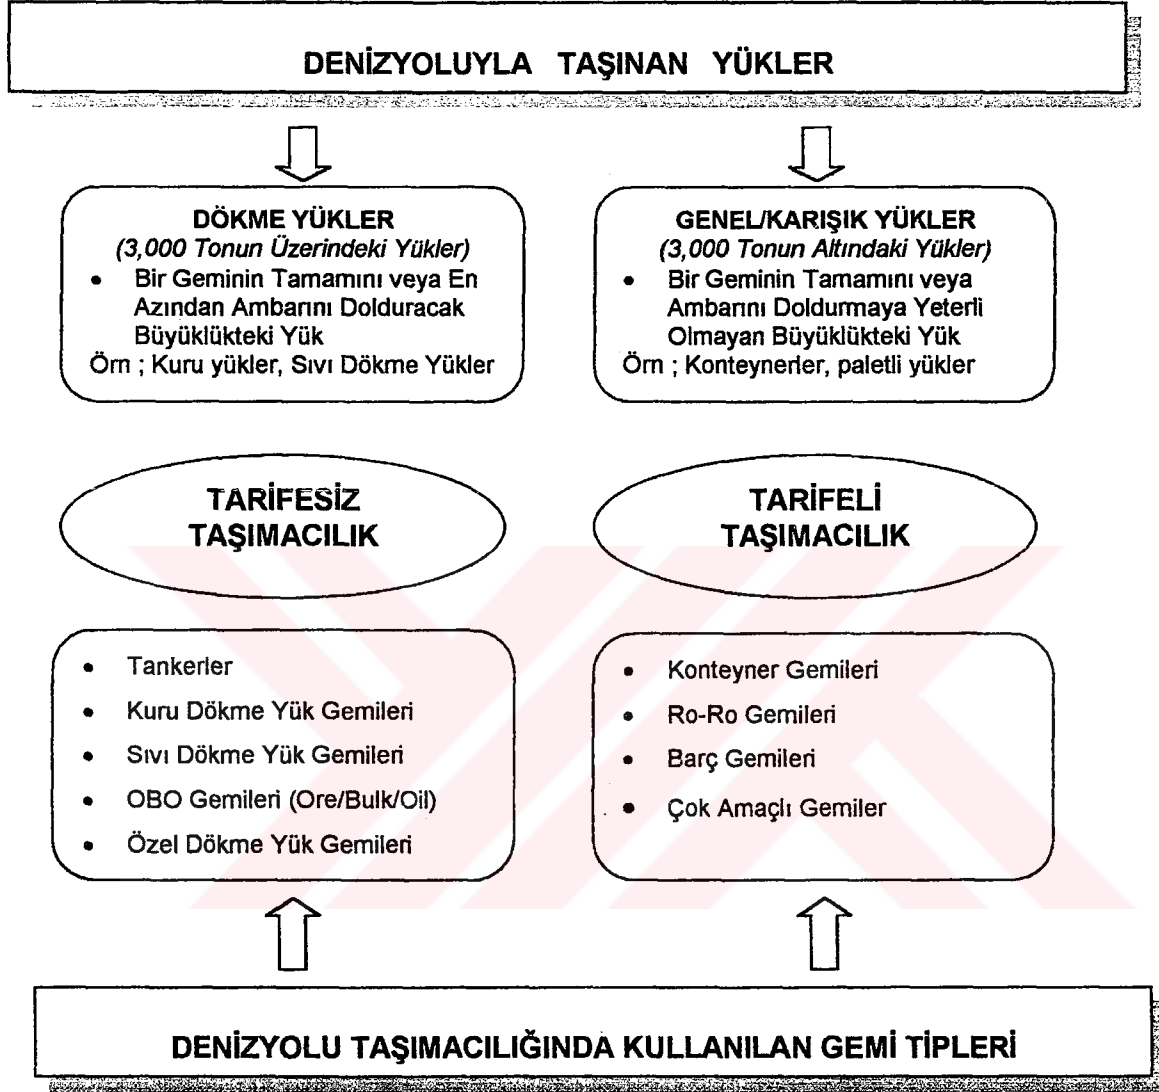 DENİZYOLUYLA TAŞINAN YÜKLER
DÖKME YÜKLER
(3,000 Tonun Üzerindeki Yükler)
• Bir Geminin Tamamını veya En
Azından Ambarını Dolduracak
Büyüklükteki Yük
Örn ; Kuru yükler, Sıvı Dökme Yükler
GENEL/KARIŞIK YÜKLER
(3,000 Tonun Altındaki Yükler)
• Bir Geminin Tamamını veya
Ambarını Doldurmaya Yeterli
Olmayan Büyüklükteki Yük
Örn ; Konteynerler, paletli yükler
TARİFESİZ
TAŞIMACILIK
TARİFELİ
TAŞIMACILIK
• Tankerler
• Kuru Dökme Yük Gemileri
• Sıvı Dökme Yük Gemileri
• OBO Gemileri (Ore/Bulk/Oil)
• Özel Dökme Yük Gemileri
• Konteyner Gemileri
• Ro-Ro Gemileri
• Barç Gemileri
• Çok Amaçlı Gemiler
DENİZYOLU TAŞIMACILIĞINDA KULLANILAN GEMİ TİPLERİ